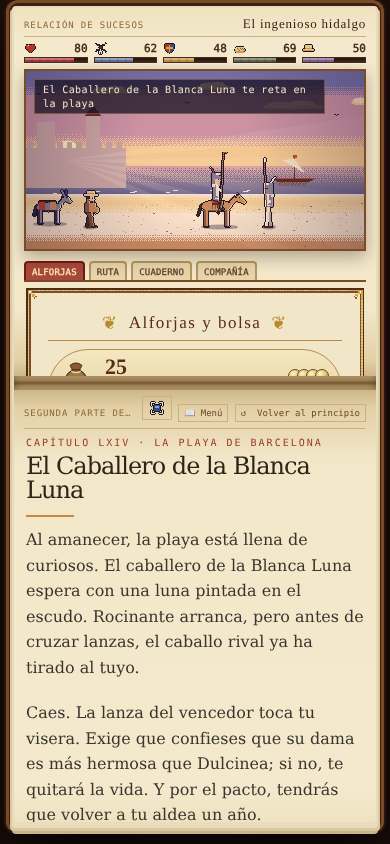 RELACIÓN DE SUCESOS
El ingenioso hidalgo
80
62
48
69
50
El Caballero de la Blanca Luna te reta en
la playa
ALFORJAS
RUTA
CUADERNO
COMPAÑÍA
Alforjas y bolsa
25
SEGUNDA PARTE DE…
Menú
↺ Volver al principio
CAPÍTULO LXIV · LA PLAYA DE BARCELONA
El Caballero de la Blanca
Luna
Al amanecer, la playa está llena de
curiosos. El caballero de la Blanca Luna
espera con una luna pintada en el
escudo. Rocinante arranca, pero antes de
cruzar lanzas, el caballo rival ya ha
tirado al tuyo.
Caes. La lanza del vencedor toca tu
visera. Exige que confieses que su dama
es más hermosa que Dulcinea; si no, te
quitará la vida. Y por el pacto, tendrás
que volver a tu aldea un año.